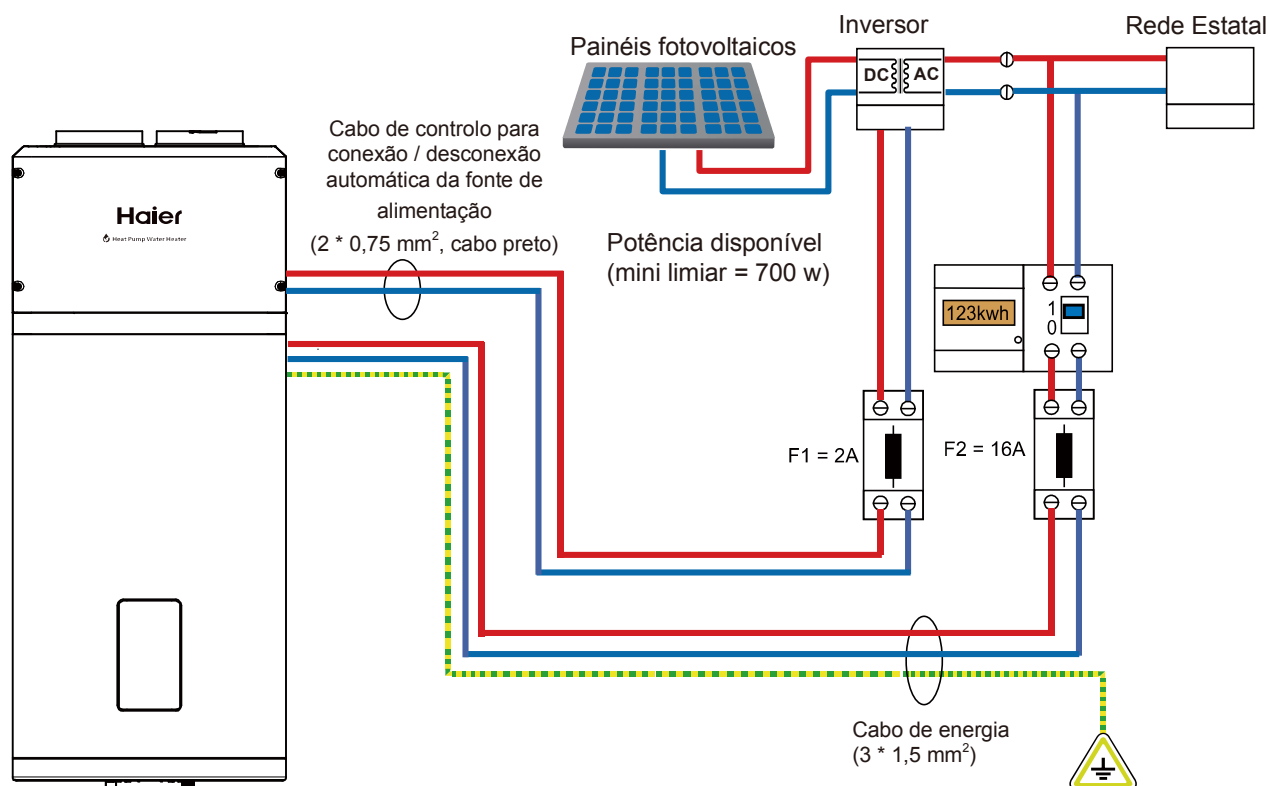 Inversor
Rede Estatal
Painéis fotovoltaicos
DC
AC
Cabo de controlo para
conexão / desconexão
automática da fonte de
alimentação
(2 * 0,75 mm², cabo preto)
Haier
Heat Pump Water Heater
Potência disponível
(mini limiar = 700 w)
123kwh
1
0
F1 = 2A
F2 = 16A
Cabo de energia
(3 * 1,5 mm²)